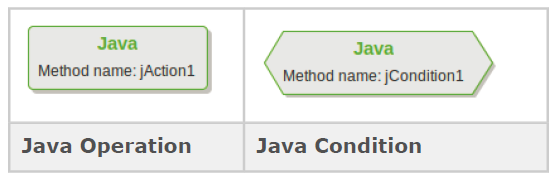 Java
Method name: jAction1
Java
Method name: jCondition1
Java Operation
Java Condition